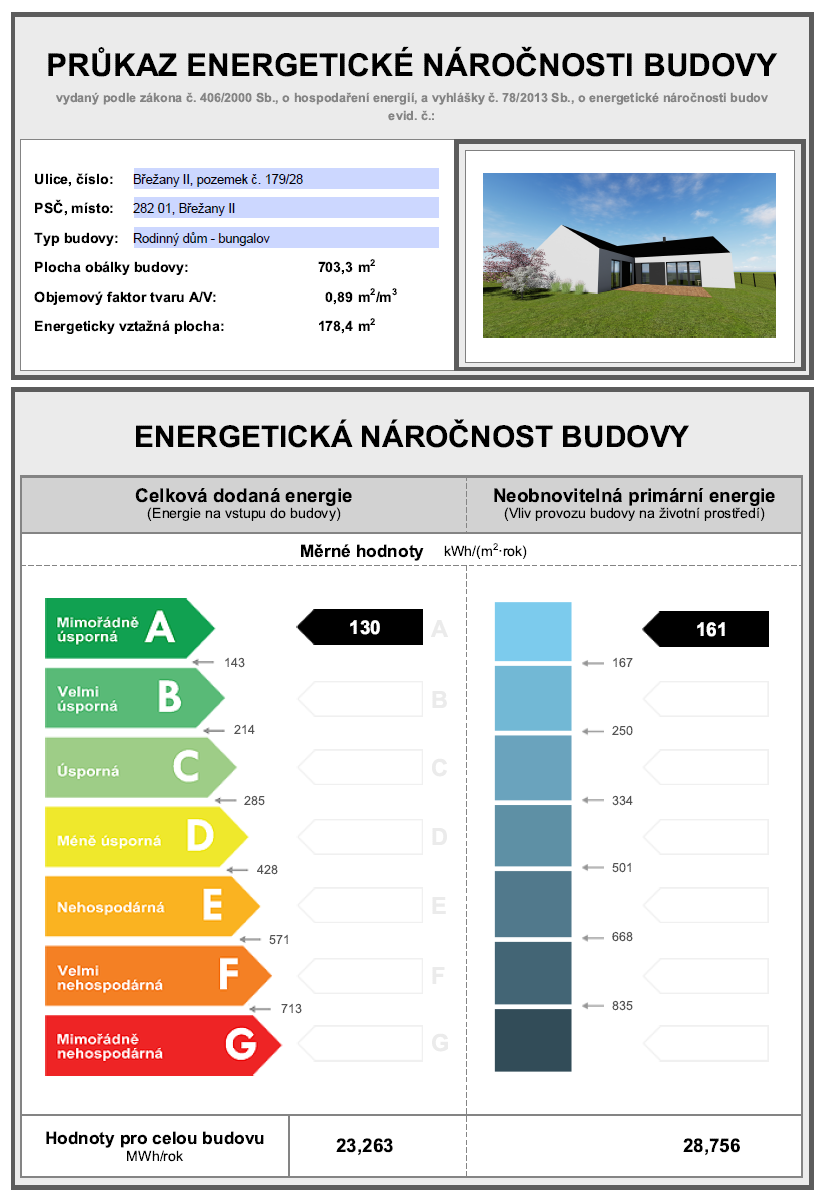 PRŮKAZ ENERGETICKÉ NÁROČNOSTI BUDOVY
vydaný podle zákona č. 406/2000 Sb., o hospodaření energií, a vyhlášky č. 78/2013 Sb., o energetické náročnosti budov
evid. č.:
Ulice, číslo: Břežany II, pozemek č. 179/28
PSČ, místo: 282 01, Břežany II
Typ budovy: Rodinný dům - bungalov
Plocha obálky budovy: 703,3 m²
Objemový faktor tvaru A/V: 0,89 m²/m³
Energeticky vztažná plocha: 178,4 m²
ENERGETICKÁ NÁROČNOST BUDOVY
Celková dodaná energie
(Energie na vstupu do budovy)
Neobnovitelná primární energie
(Vliv provozu budovy na životní prostředí)
Měrné hodnoty kWh/(m²·rok)
Mimořádně úsporná A 130 A 161
143 167
Velmi úsporná B B
214 250
Úsporná C C
285 334
Méně úsporná D D
428 501
Nehospodárná E E
571 668
Velmi nehospodárná F F
713 835
Mimořádně nehospodárná G G
Hodnoty pro celou budovu
MWh/rok
23,263 28,756